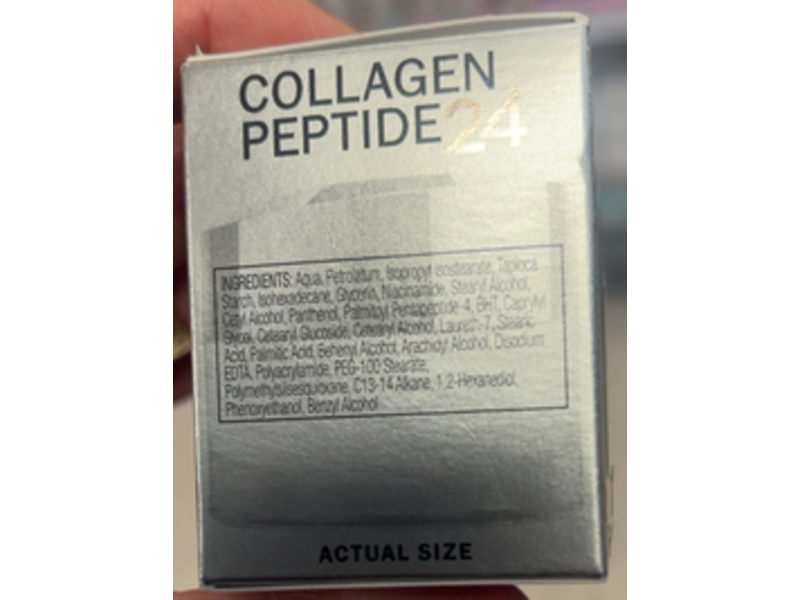 COLLAGEN
PEPTIDE24
INGREDIENTS: Aqua, Petrolatum, Isopropyl Isostearate, Tapioca
Starch, Isohexadecane, Glycerin, Niacinamide, Stearyl Alcohol,
Cetyl Alcohol, Panthenol, Palmitoyl Pentapeptide-4, BHT, Caprylyl
Glycol, Cetearyl Glucoside, Cetearyl Alcohol, Laureth-7, Stearic
Acid, Palmitic Acid, Behenyl Alcohol, Arachidyl Alcohol, Disodium
EDTA, Polyacrylamide, PEG-100 Stearate,
Polymethylsilsesquioxane, C13-14 Alkane, 1,2-Hexanediol,
Phenoxyethanol, Benzyl Alcohol
ACTUAL SIZE